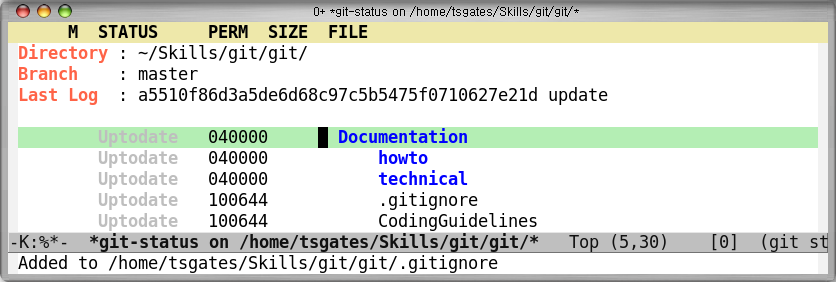 0+ *git-status on /home/tsgates/Skills/git/git/*
M STATUS PERM SIZE FILE
Directory : ~/Skills/git/git/
Branch : master
Last Log : a5510f86d3a5de6d68c97c5b5475f0710627e21d update
Uptodate 040000 Documentation
Uptodate 040000 howto
Uptodate 040000 technical
Uptodate 100644 .gitignore
Uptodate 100644 CodingGuidelines
-K:%*- *git-status on /home/tsgates/Skills/git/git/* Top (5,30) [0] (git st
Added to /home/tsgates/Skills/git/git/.gitignore